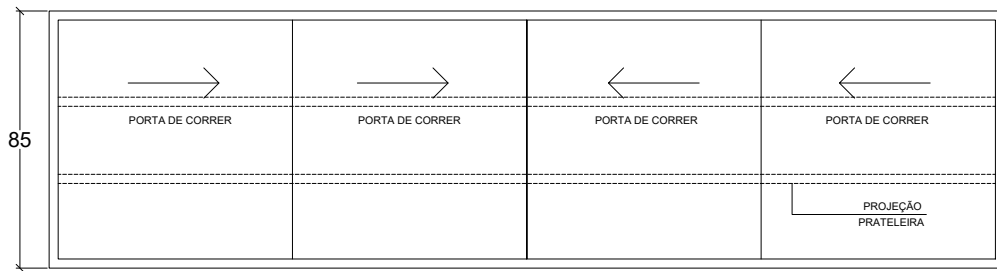 PORTA DE CORRER PORTA DE CORRER PORTA DE CORRER PORTA DE CORRER
85
PROJEÇÃO
PRATELEIRA